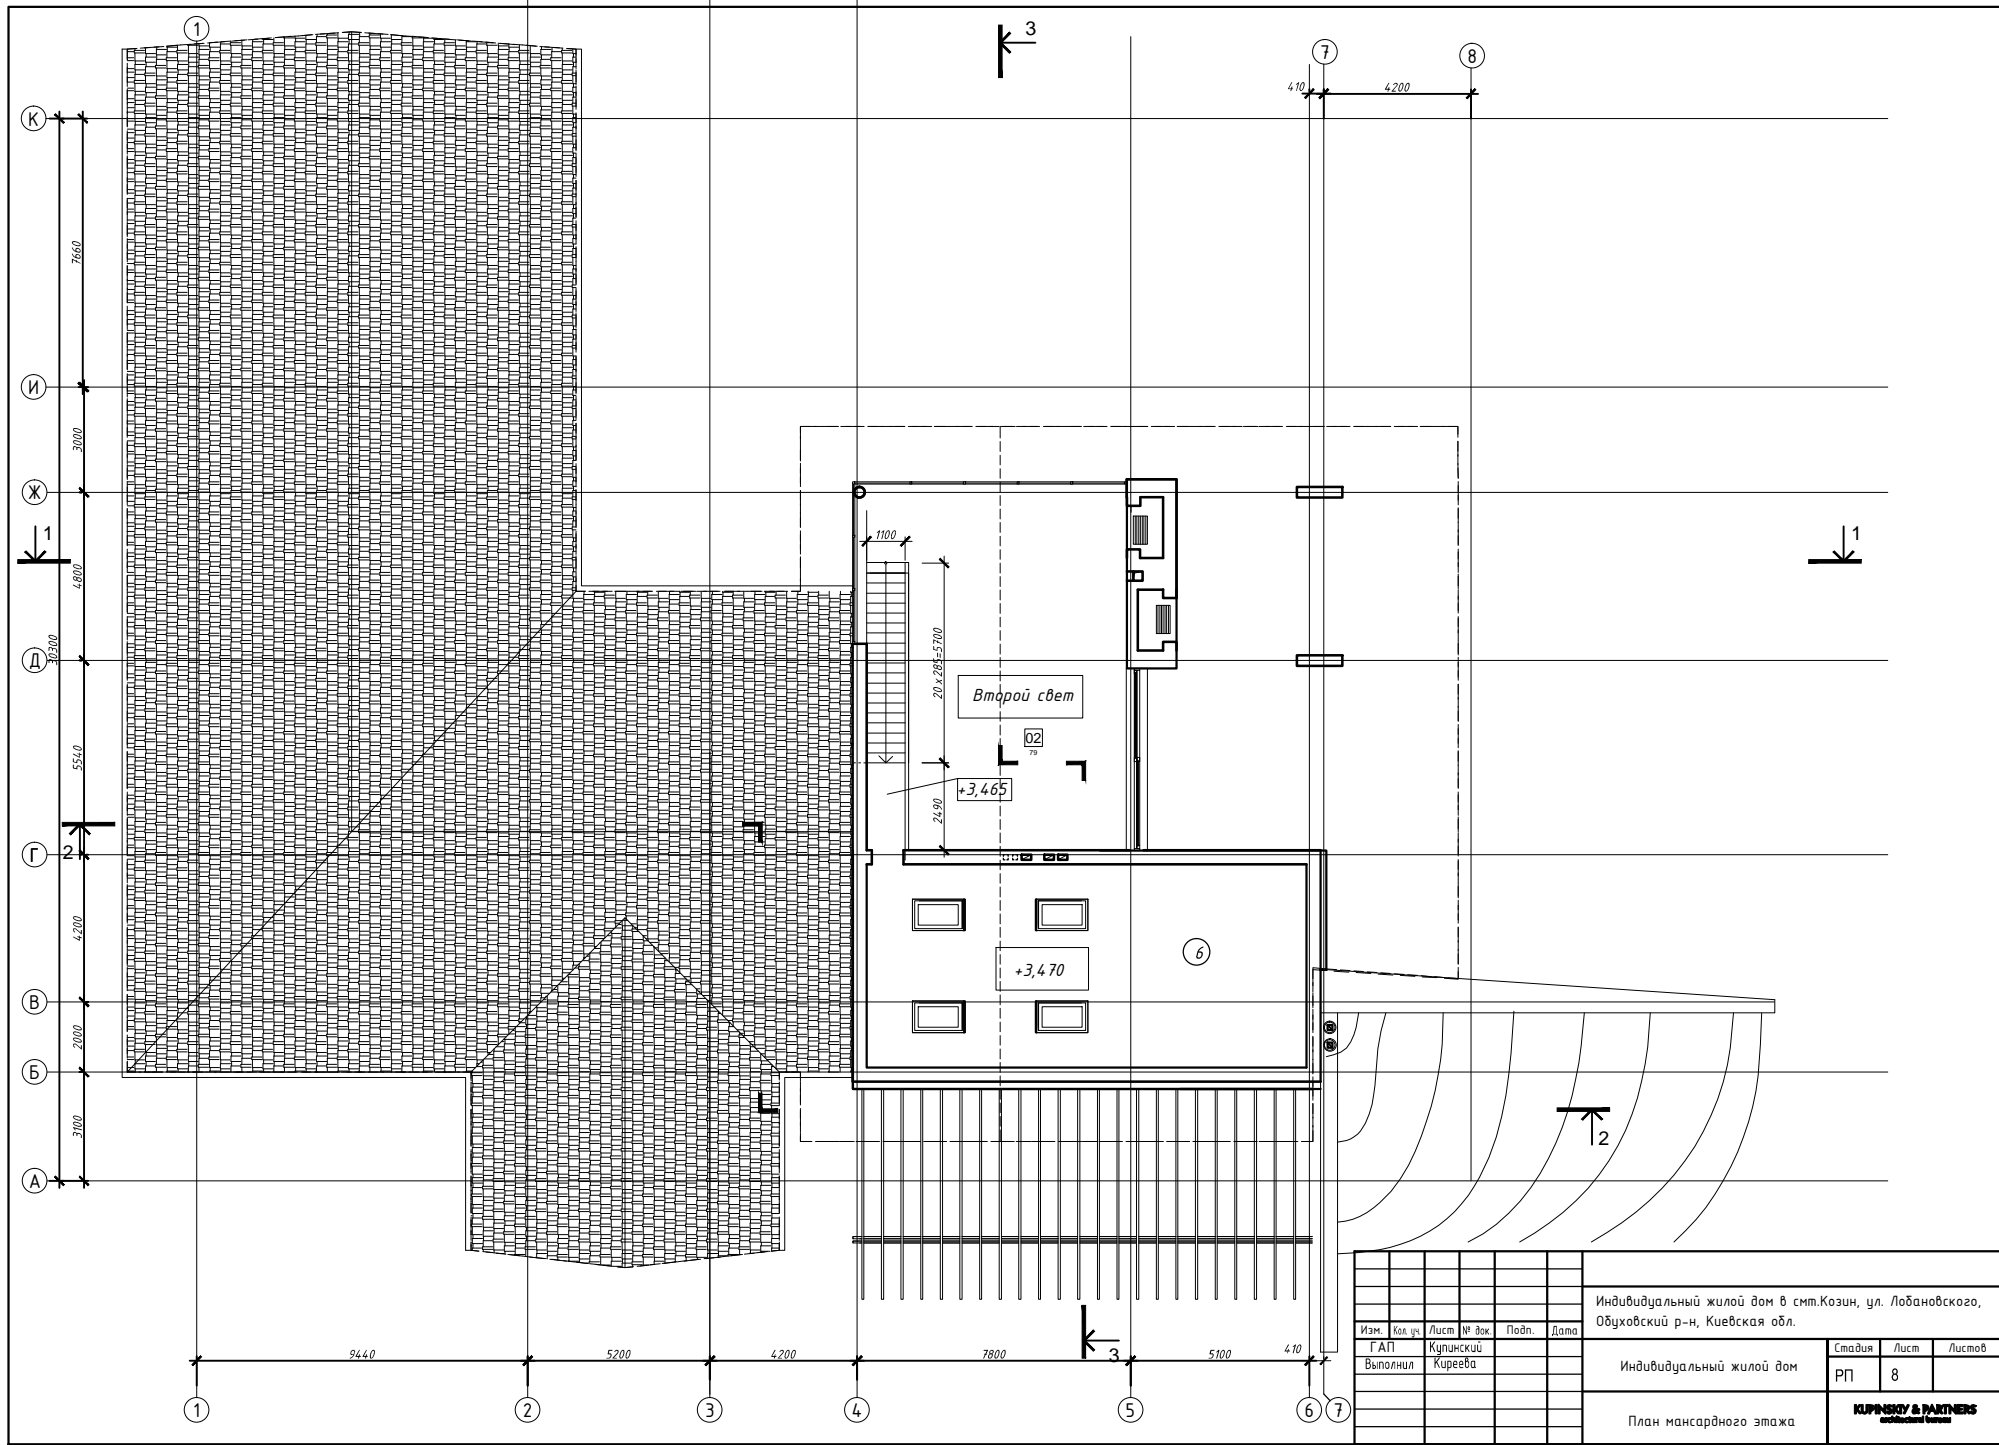 1
3
7
8
410
4200
К
7660
И
3000
Ж
1
1
1100
4800
30300
Д
20 x 285=5700
Второй свет
02
79
5540
+3,465
2490
2
Г
4200
6
+3,470
В
2000
Б
3100
2
А
3
9440
5200
4200
7800
5100
410
1
2
3
4
5
6
7
Индивидуальный жилой дом в смт.Козин, ул. Лобановского,
Обуховский р-н, Киевская обл.
Изм. Кол. уч. Лист № док. Подп. Дата
ГАП Купинский
Выполнил Киреева
Индивидуальный жилой дом
Стадия Лист Листов
РП 8
План мансардного этажа
KUPINSKIY & PARTNERS
architectural bureau